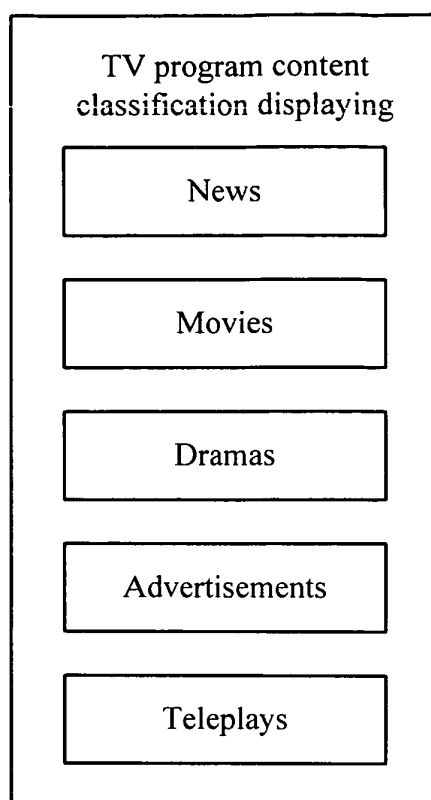 TV program content
classification displaying
News
Movies
Dramas
Advertisements
Teleplays